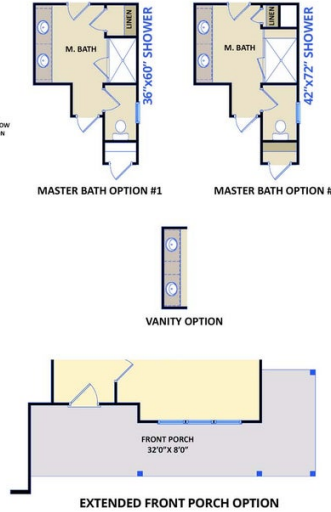 LINEN
M. BATH
36"x60" SHOWER
MASTER BATH OPTION #1
LINEN
M. BATH
42"x72" SHOWER
MASTER BATH OPTION #
OW
N
VANITY OPTION
FRONT PORCH
32'0"X 8'0"
EXTENDED FRONT PORCH OPTION